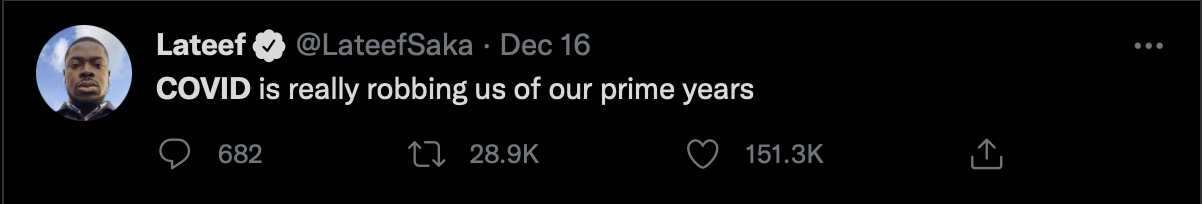 Lateef @LateefSaka · Dec 16
COVID is really robbing us of our prime years
682 28.9K 151.3K